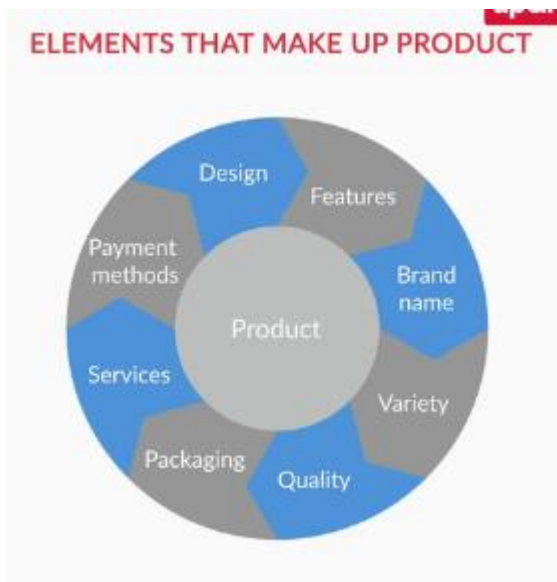 ELEMENTS THAT MAKE UP PRODUCT
Design
Features
Brand
name
Variety
Quality
Packaging
Services
Payment
methods
Product